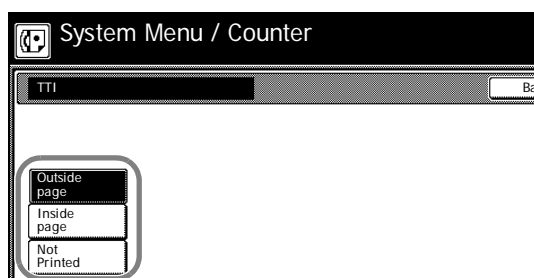 System Menu / Counter
TTI
Ba
Outside
page
Inside
page
Not
Printed